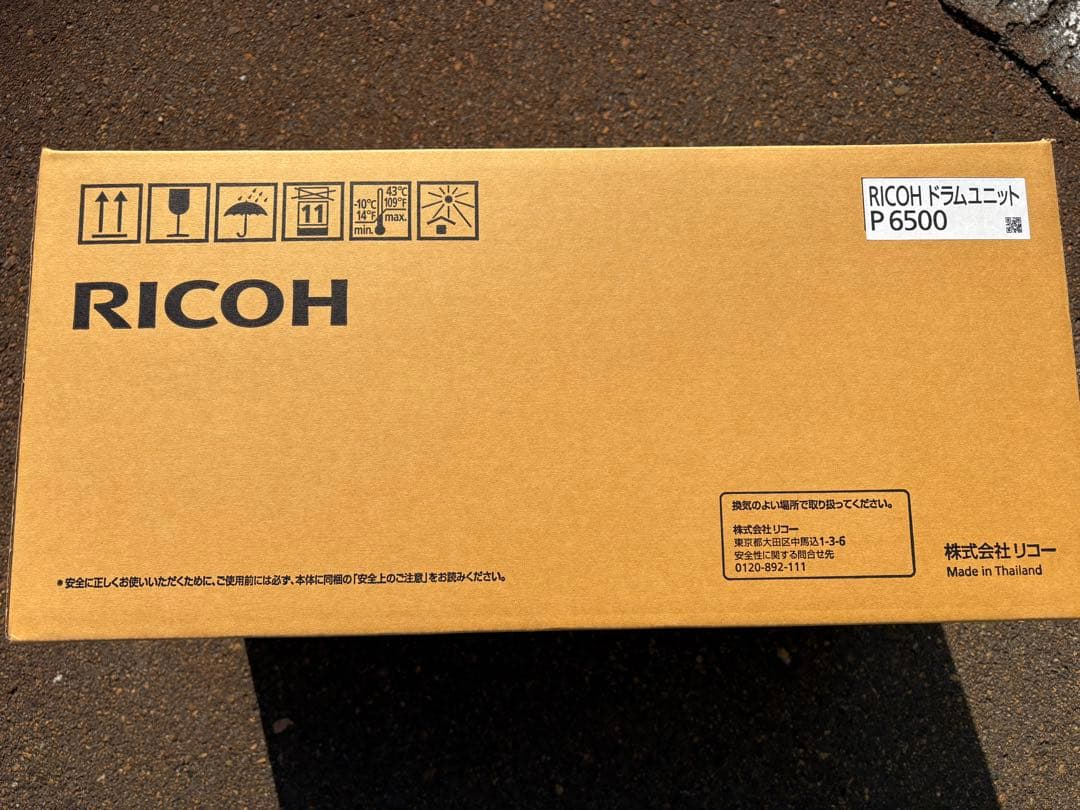 11
-10℃
14°F
min.
43℃
109°F
max.
RICOH ドラムユニット
P 6500
RICOH
換気のよい場所で取り扱ってください。
株式会社 リコー
東京都大田区中馬込1-3-6
安全性に関する問合せ先
0120-892-111
株式会社 リコー
Made in Thailand
●安全に正しくお使いいただくために、ご使用前には必ず、本体に同梱の「安全上のご注意」をお読みください。